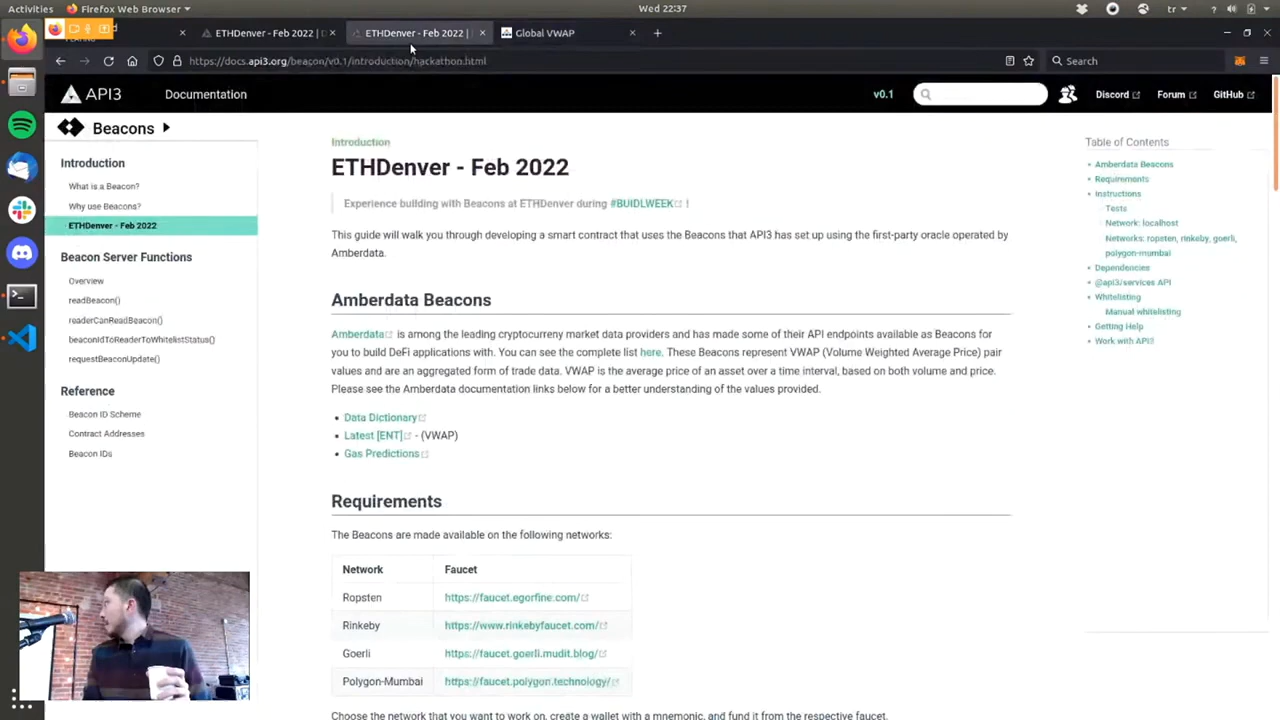 Activities
Firefox Web Browser
Wed 22:37
tr
ETHDenver - Feb 2022 | D
ETHDenver - Feb 2022 |
Global VWAP
https://docs.api3.org/beacon/v0.1/introduction/hackathon.html
Search
API3
Documentation
v0.1
Discord
Forum
GitHub
Beacons
Introduction
What is a Beacon?
Why use Beacons?
ETHDenver - Feb 2022
Beacon Server Functions
Overview
readBeacon()
readerCanReadBeacon()
beaconIdToReaderToWhitelistStatus()
requestBeaconUpdate()
Reference
Beacon ID Scheme
Contract Addresses
Beacon IDs
Introduction
ETHDenver - Feb 2022
Experience building with Beacons at ETHDenver during #BUIDLWEEK !
This guide will walk you through developing a smart contract that uses the Beacons that API3 has set up using the first-party oracle operated by
Amberdata.
Amberdata Beacons
Amberdata is among the leading cryptocurreny market data providers and has made some of their API endpoints available as Beacons for
you to build DeFi applications with. You can see the complete list here. These Beacons represent VWAP (Volume Weighted Average Price) pair
values and are an aggregated form of trade data. VWAP is the average price of an asset over a time interval, based on both volume and price.
Please see the Amberdata documentation links below for a better understanding of the values provided.
• Data Dictionary
• Latest [ENT] - (VWAP)
• Gas Predictions
Requirements
The Beacons are made available on the following networks:
Network Faucet
Ropsten https://faucet.egorfine.com/
Rinkeby https://www.rinkebyfaucet.com/
Goerli https://faucet.goerli.mudit.blog/
Polygon-Mumbai https://faucet.polygon.technology/
Choose the network that you want to work on, create a wallet with a mnemonic, and fund it from the respective faucet.
Table of Contents
• Amberdata Beacons
• Requirements
• Instructions
Tests
Network: localhost
Networks: ropsten, rinkeby, goerli,
polygon-mumbai
• Dependencies
• @api3/services API
• Whitelisting
Manual whitelisting
• Getting Help
• Work with API3